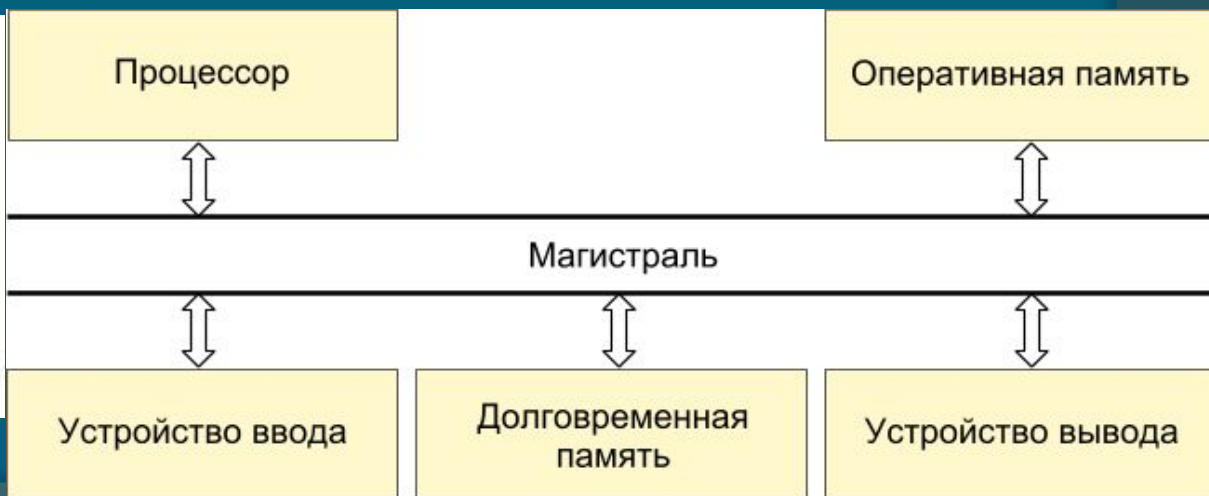 Процессор
Оперативная память
Магистраль
Устройство ввода
Долговременная
память
Устройство вывода